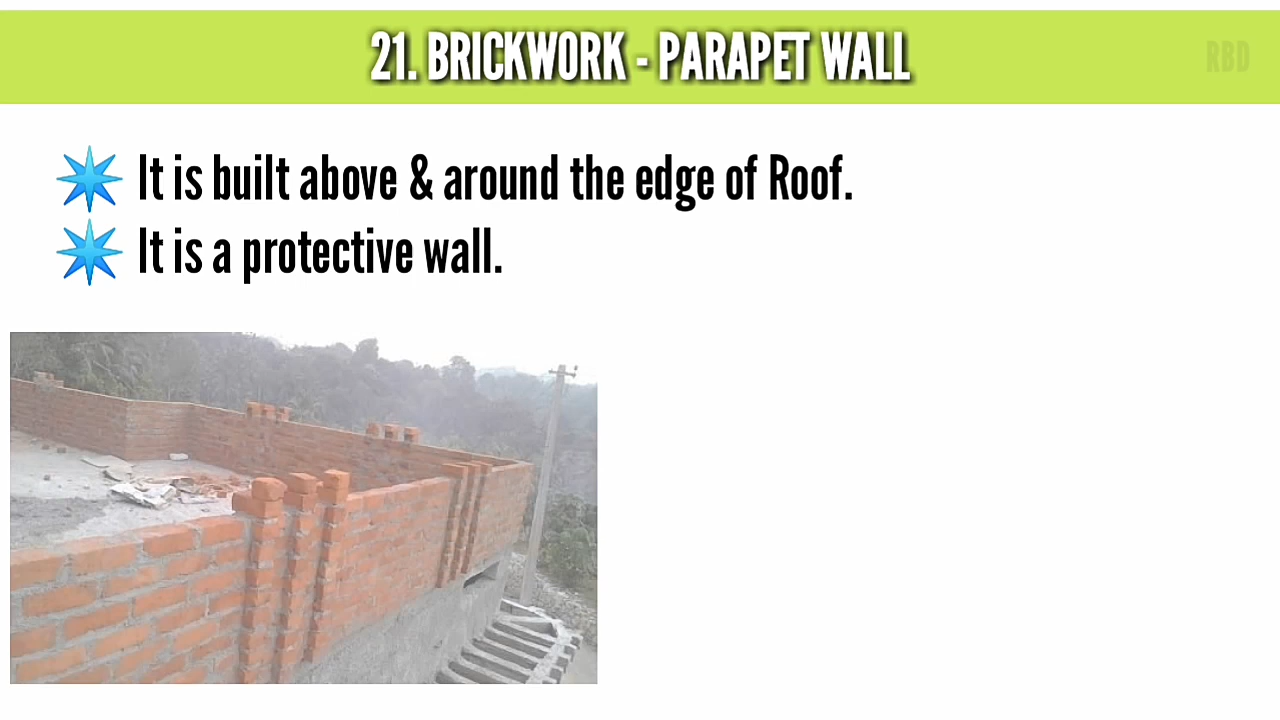 21. BRICKWORK - PARAPET WALL
RBD
It is built above & around the edge of Roof.
It is a protective wall.